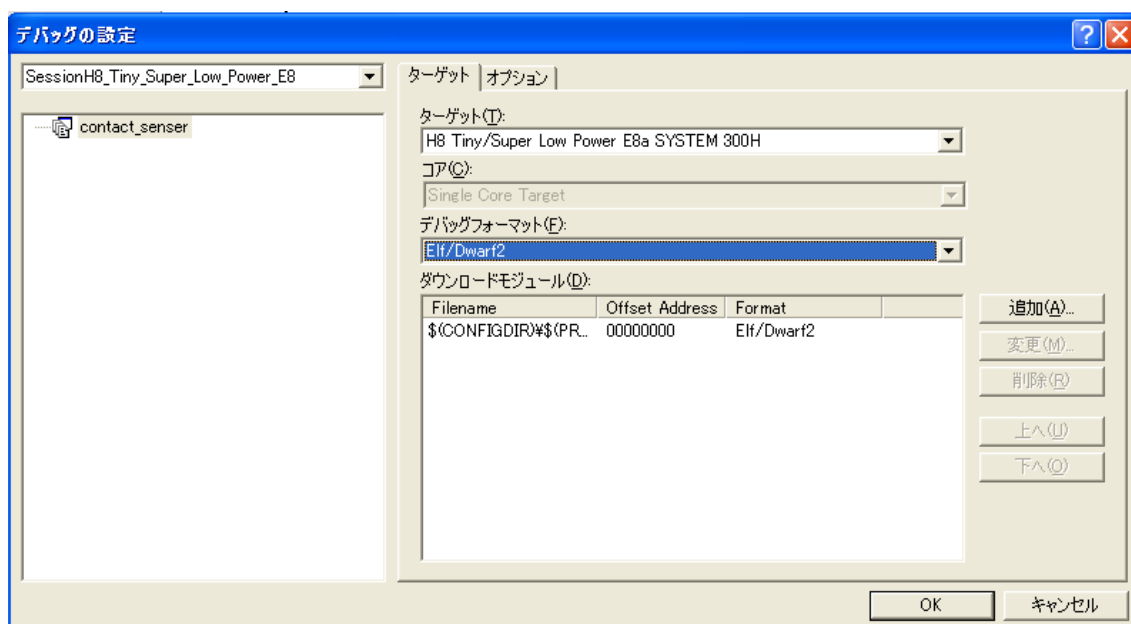 デバッグの設定
SessionH8_Tiny_Super_Low_Power_E8
contact_senser
ターゲット オプション
ターゲット(T):
H8 Tiny/Super Low Power E8a SYSTEM 300H
コア(C):
Single Core Target
デバッグフォーマット(F):
Elf/Dwarf2
ダウンロードモジュール(D):
Filename Offset Address Format
$(CONFIGDIR)¥$(PR... 00000000 Elf/Dwarf2
追加(A)...
変更(M)...
削除(R)
上へ(U)
下へ(O)
OK キャンセル